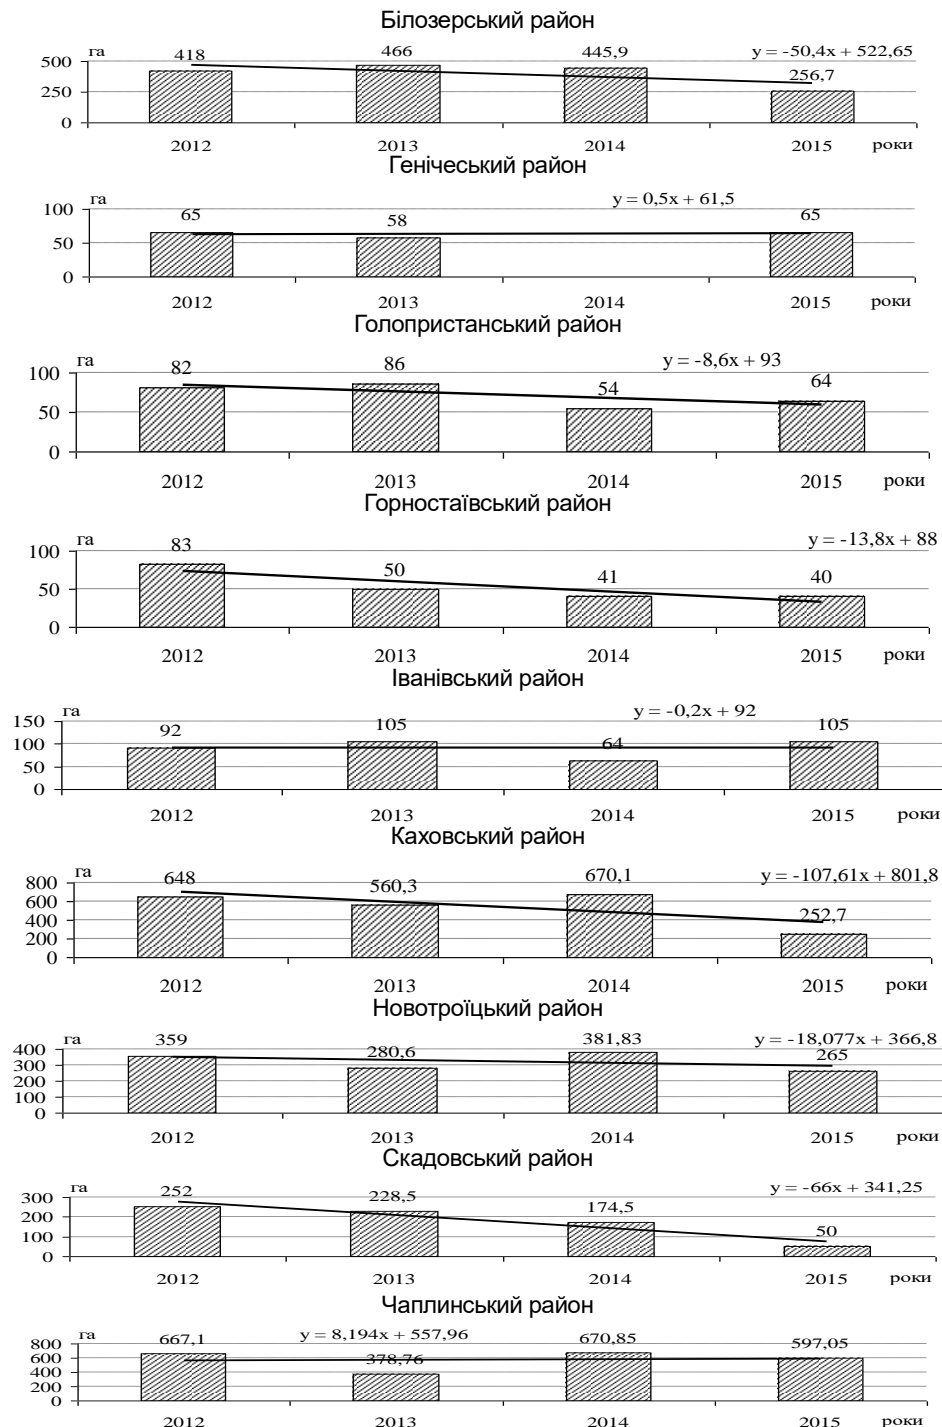 Білозерський район
га
418
466
445,9
y = -50,4x + 522,65
256,7
500
250
0
2012
2013
2014
2015
роки
Генічеський район
га
y = 0,5x + 61,5
65
58
65
100
50
0
2012
2013
2015
2014
роки
Голопристанський район
га
82
86
54
y = -8,6x + 93
64
100
50
0
2012
2013
2014
2015
роки
Горностаївський район
га
83
50
41
40
y = -13,8x + 88
100
50
0
2012
2013
2014
2015
роки
Іванівський район
га
92
105
y = -0,2x + 92
64
105
150
100
50
0
2012
2013
2014
2015
роки
Каховський район
га
648
560,3
670,1
y = -107,61x + 801,8
252,7
800
600
400
200
0
2012
2013
2014
2015
роки
Новотроїцький район
га
359
280,6
381,83
y = -18,077x + 366,8
265
400
300
200
100
0
2012
2013
2014
2015
роки
Скадовський район
га
252
228,5
174,5
y = -66x + 341,25
50
300
200
100
0
2012
2013
2014
2015
роки
Чаплинський район
га
667,1
y = 8,194x + 557,96
378,76
670,85
597,05
800
600
400
200
0
2012
2013
2014
2015
роки